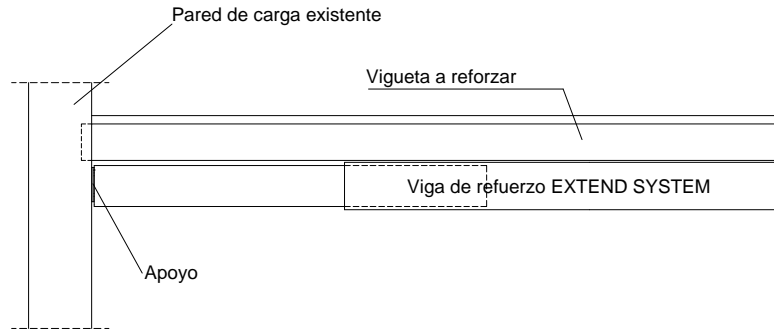 Pared de carga existente
Vigueta a reforzar
Viga de refuerzo EXTEND SYSTEM
Apoyo